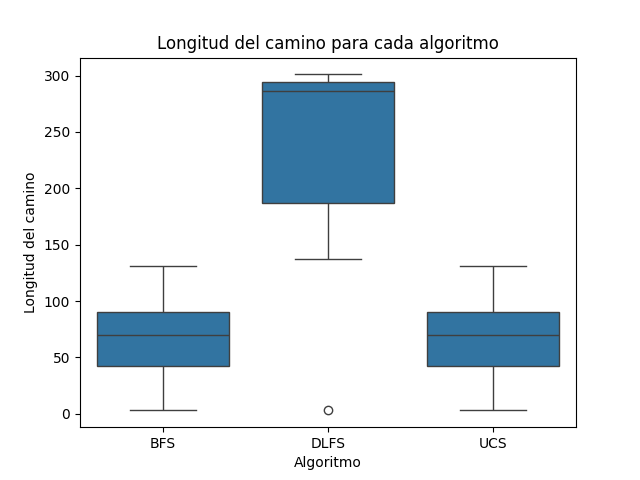 Longitud del camino para cada algoritmo
Longitud del camino
300
250
200
150
100
50
0
BFS
DLFS
UCS
Algoritmo